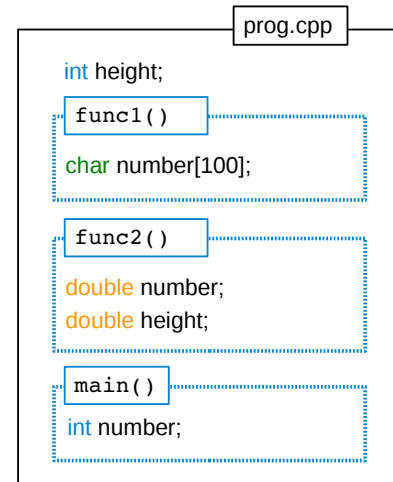 prog.cpp
int height;
func1()
char number[100];
func2()
double number;
double height;
main()
int number;